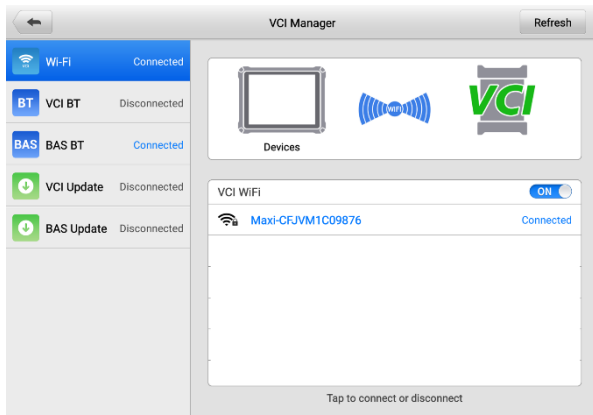 VCI Manager
Refresh
Wi-Fi Connected
BT VCI BT Disconnected
BAS BAS BT Connected
VCI Update Disconnected
BAS Update Disconnected
WIFI
VCI
Devices
VCI WiFi ON
Maxi-CFJVM1C09876 Connected
Tap to connect or disconnect